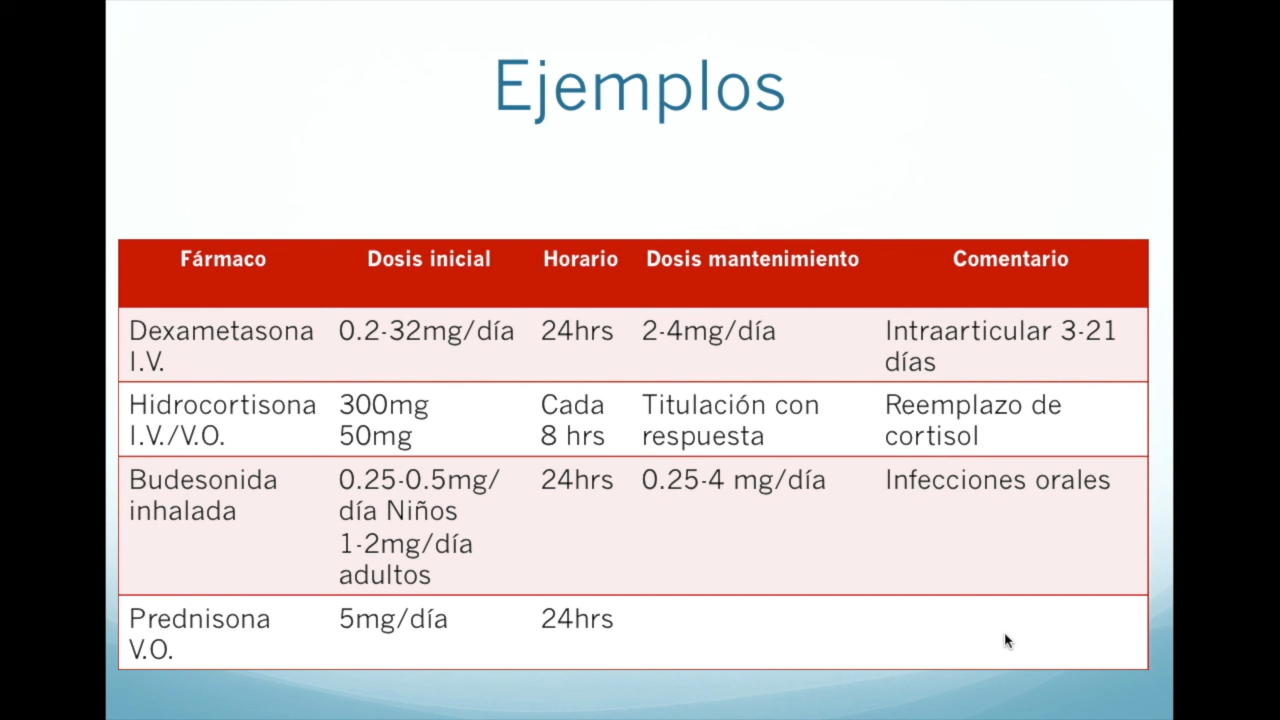 Ejemplos
Fármaco Dosis inicial Horario Dosis mantenimiento Comentario
Dexametasona 0.2-32mg/día 24hrs 2-4mg/día Intraarticular 3-21
I.V. días
Hidrocortisona 300mg Cada Titulación con Reemplazo de
I.V./V.O. 50mg 8 hrs respuesta cortisol
Budesonida 0.25-0.5mg/ 24hrs 0.25-4 mg/día Infecciones orales
inhalada día Niños
1-2mg/día
adultos
Prednisona 5mg/día 24hrs
V.O.